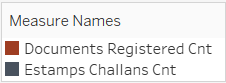 Measure Names
Documents Registered Cnt
Estamps Challans Cnt